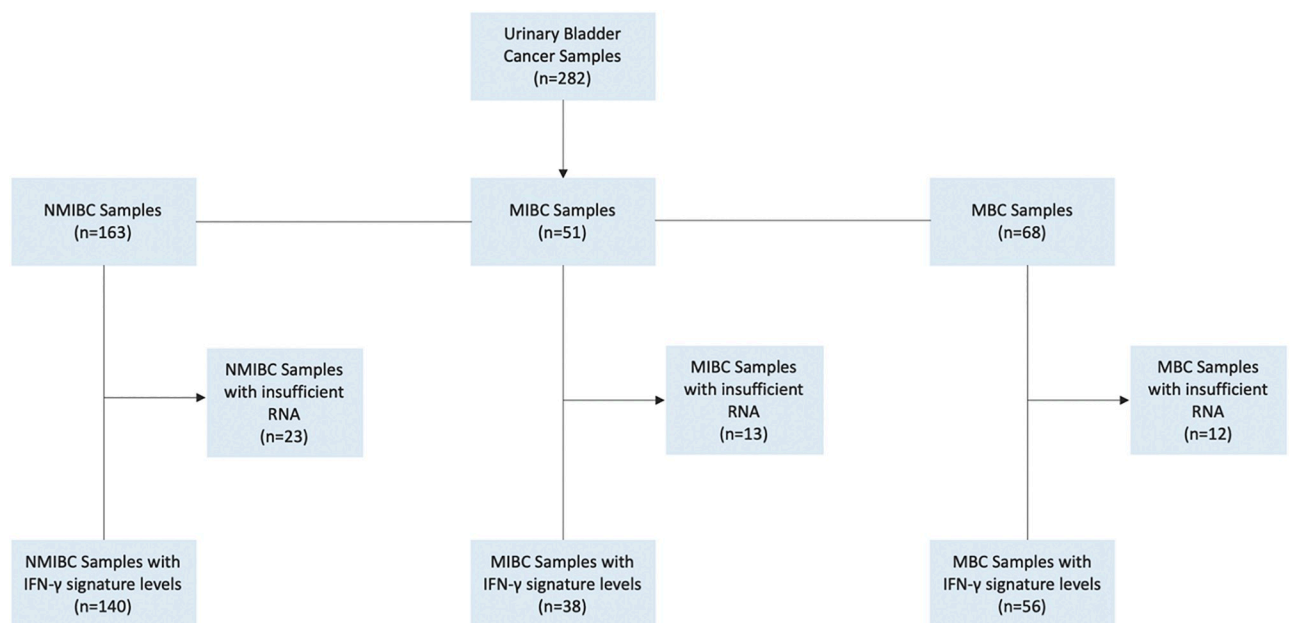 Urinary Bladder
Cancer Samples
(n=282)
NMIBC Samples
(n=163)
MIBC Samples
(n=51)
MBC Samples
(n=68)
NMIBC Samples
with insufficient
RNA
(n=23)
MIBC Samples
with insufficient
RNA
(n=13)
MBC Samples
with insufficient
RNA
(n=12)
NMIBC Samples with
IFN-γ signature levels
(n=140)
MIBC Samples with
IFN-γ signature levels
(n=38)
MBC Samples with
IFN-γ signature levels
(n=56)